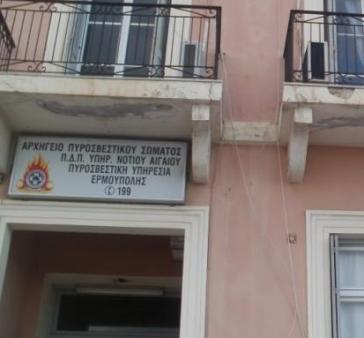 ΑΡΧΗΓΕΙΟ ΠΥΡΟΣΒΕΣΤΙΚΟΥ ΣΩΜΑΤΟΣ
Π.Δ.Π. ΥΠΗΡ. ΝΟΤΙΟΥ ΑΙΓΑΙΟΥ
ΠΥΡΟΣΒΕΣΤΙΚΗ ΥΠΗΡΕΣΙΑ
ΕΡΜΟΥΠΟΛΗΣ
✆ 199